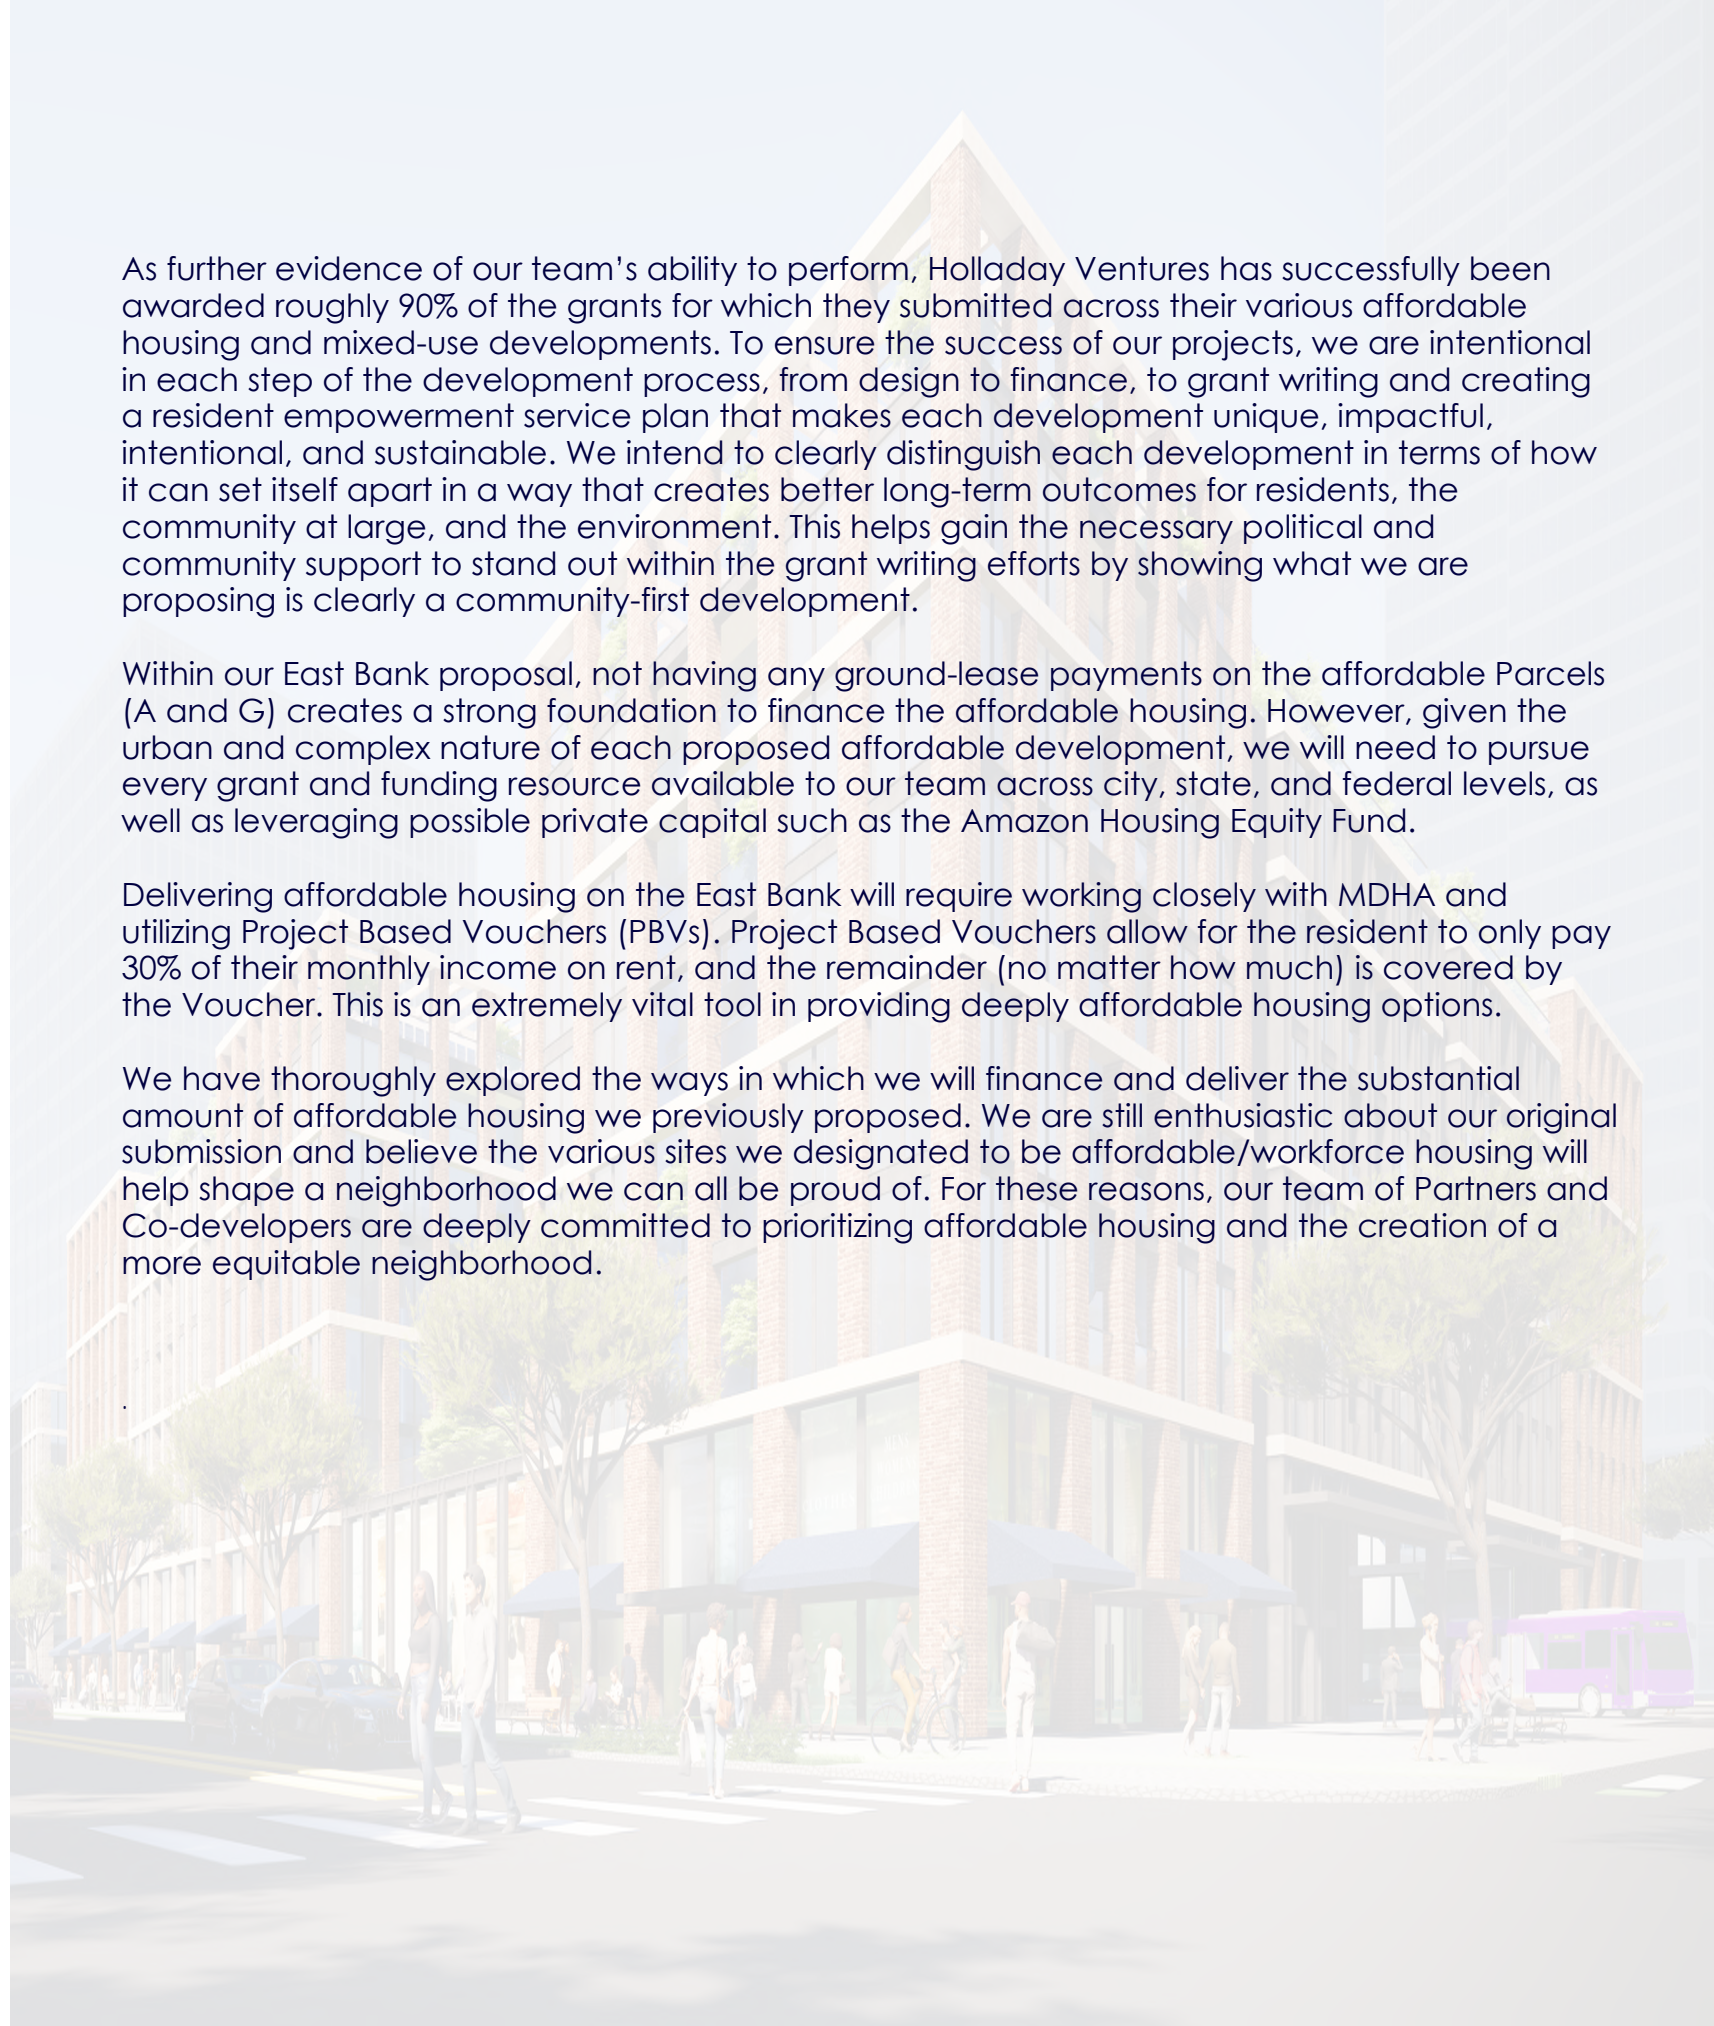 As further evidence of our team’s ability to perform, Holladay Ventures has successfully been
awarded roughly 90% of the grants for which they submitted across their various affordable
housing and mixed-use developments. To ensure the success of our projects, we are intentional
in each step of the development process, from design to finance, to grant writing and creating
a resident empowerment service plan that makes each development unique, impactful,
intentional, and sustainable. We intend to clearly distinguish each development in terms of how
it can set itself apart in a way that creates better long-term outcomes for residents, the
community at large, and the environment. This helps gain the necessary political and
community support to stand out within the grant writing efforts by showing what we are
proposing is clearly a community-first development.
Within our East Bank proposal, not having any ground-lease payments on the affordable Parcels
(A and G) creates a strong foundation to finance the affordable housing. However, given the
urban and complex nature of each proposed affordable development, we will need to pursue
every grant and funding resource available to our team across city, state, and federal levels, as
well as leveraging possible private capital such as the Amazon Housing Equity Fund.
Delivering affordable housing on the East Bank will require working closely with MDHA and
utilizing Project Based Vouchers (PBVs). Project Based Vouchers allow for the resident to only pay
30% of their monthly income on rent, and the remainder (no matter how much) is covered by
the Voucher. This is an extremely vital tool in providing deeply affordable housing options.
We have thoroughly explored the ways in which we will finance and deliver the substantial
amount of affordable housing we previously proposed. We are still enthusiastic about our original
submission and believe the various sites we designated to be affordable/workforce housing will
help shape a neighborhood we can all be proud of. For these reasons, our team of Partners and
Co-developers are deeply committed to prioritizing affordable housing and the creation of a
more equitable neighborhood.
.